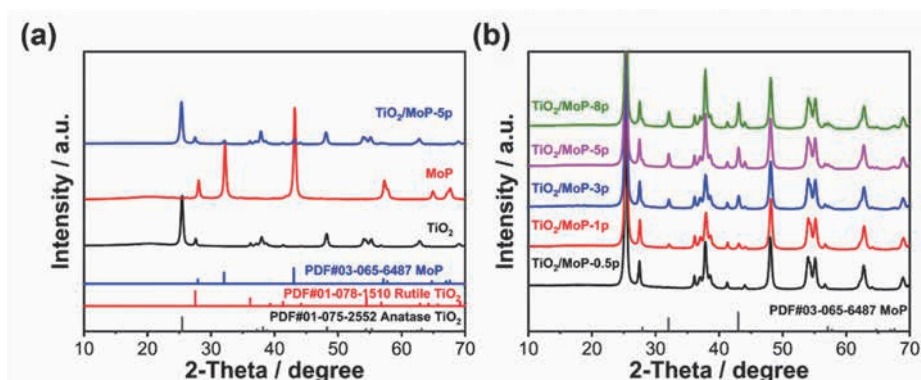 (a)
Intensity / a.u.
TiO₂/MoP-5p
MoP
TiO₂
PDF#03-065-6487 MoP
PDF#01-078-1510 Rutile TiO₂
PDF#01-075-2552 Anatase TiO₂
10 20 30 40 50 60 70
2-Theta / degree
(b)
Intensity / a.u.
TiO₂/MoP-8p
TiO₂/MoP-5p
TiO₂/MoP-3p
TiO₂/MoP-1p
TiO₂/MoP-0.5p
PDF#03-065-6487 MoP
10 20 30 40 50 60 70
2-Theta / degree